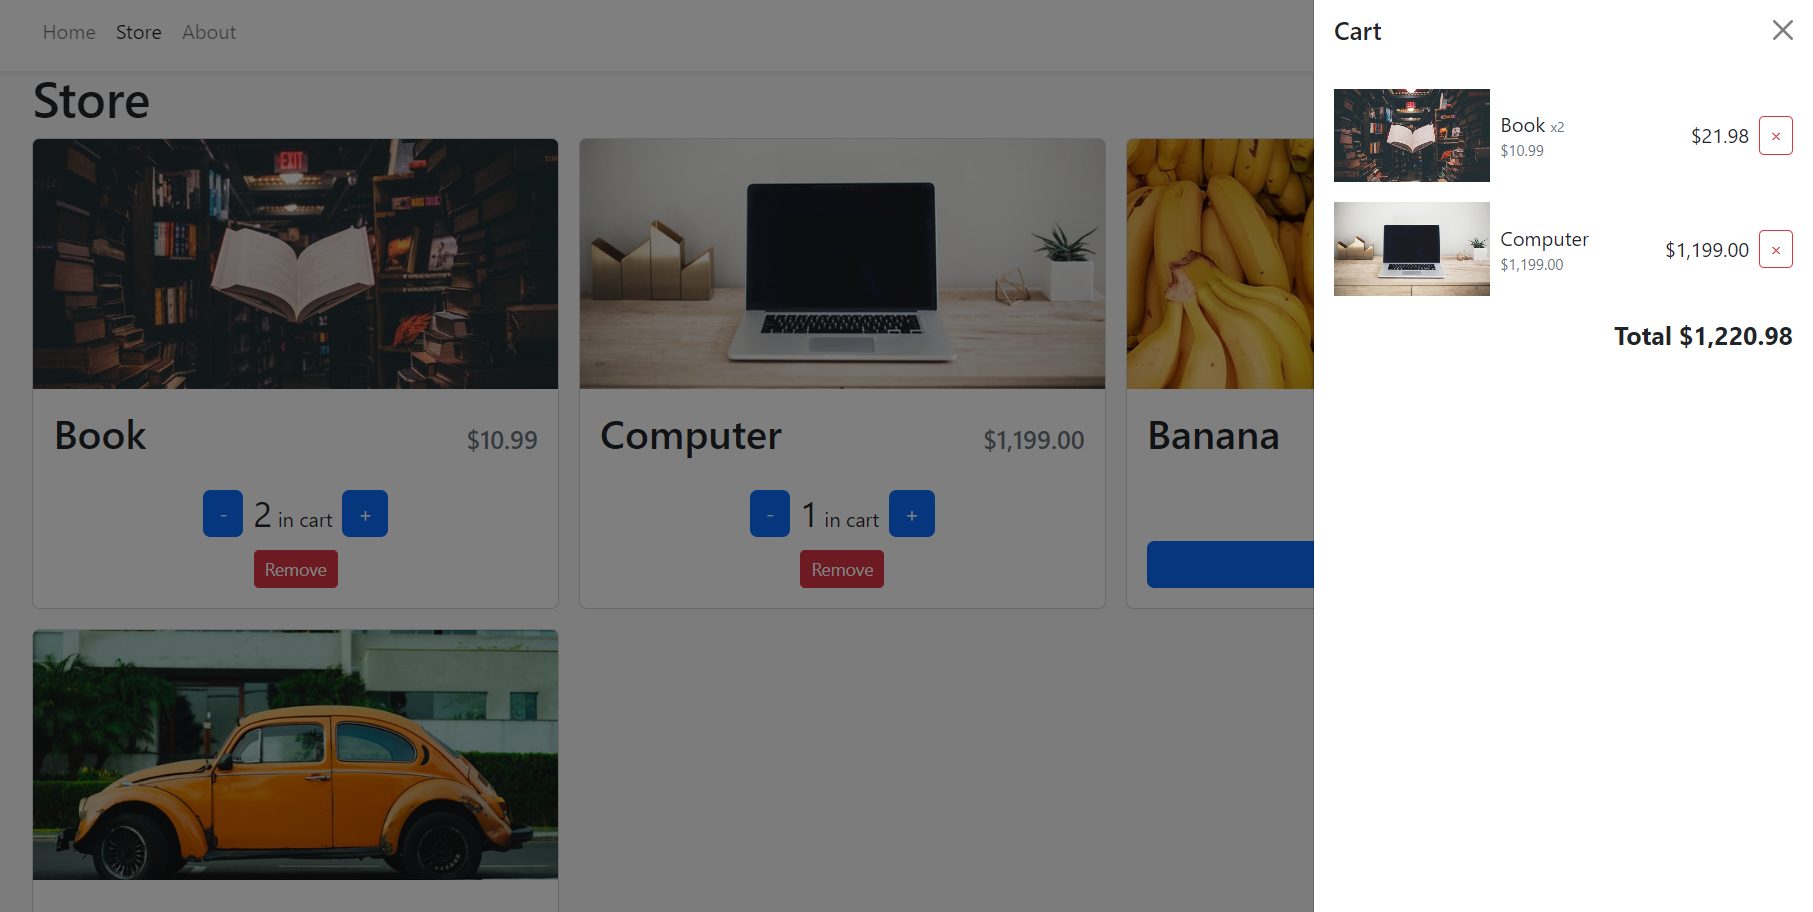 Home Store About
Store
EXIT
Book $10.99
- 2 in cart +
Remove
Computer $1,199.00
- 1 in cart +
Remove
Banana
Cart
Book x2
$10.99
$21.98 ×
Computer
$1,199.00
$1,199.00 ×
Total $1,220.98